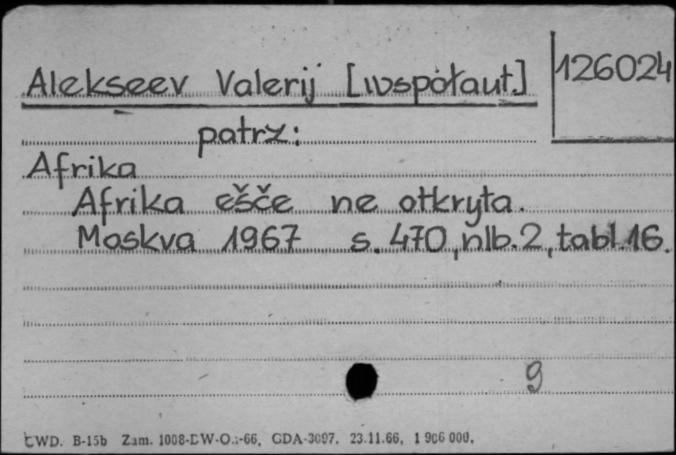 Alekseev Valerij [współaut.] 126024
patrz:
Afrika
Afrika ešče ne otkryta.
Moskva 1967 s. 470, nlb. 2, tabl. 16.
9
CWD. B-15b Zam. 1008-DW-O.:-66, GDA-3097. 23.11.66, 1 906 000.